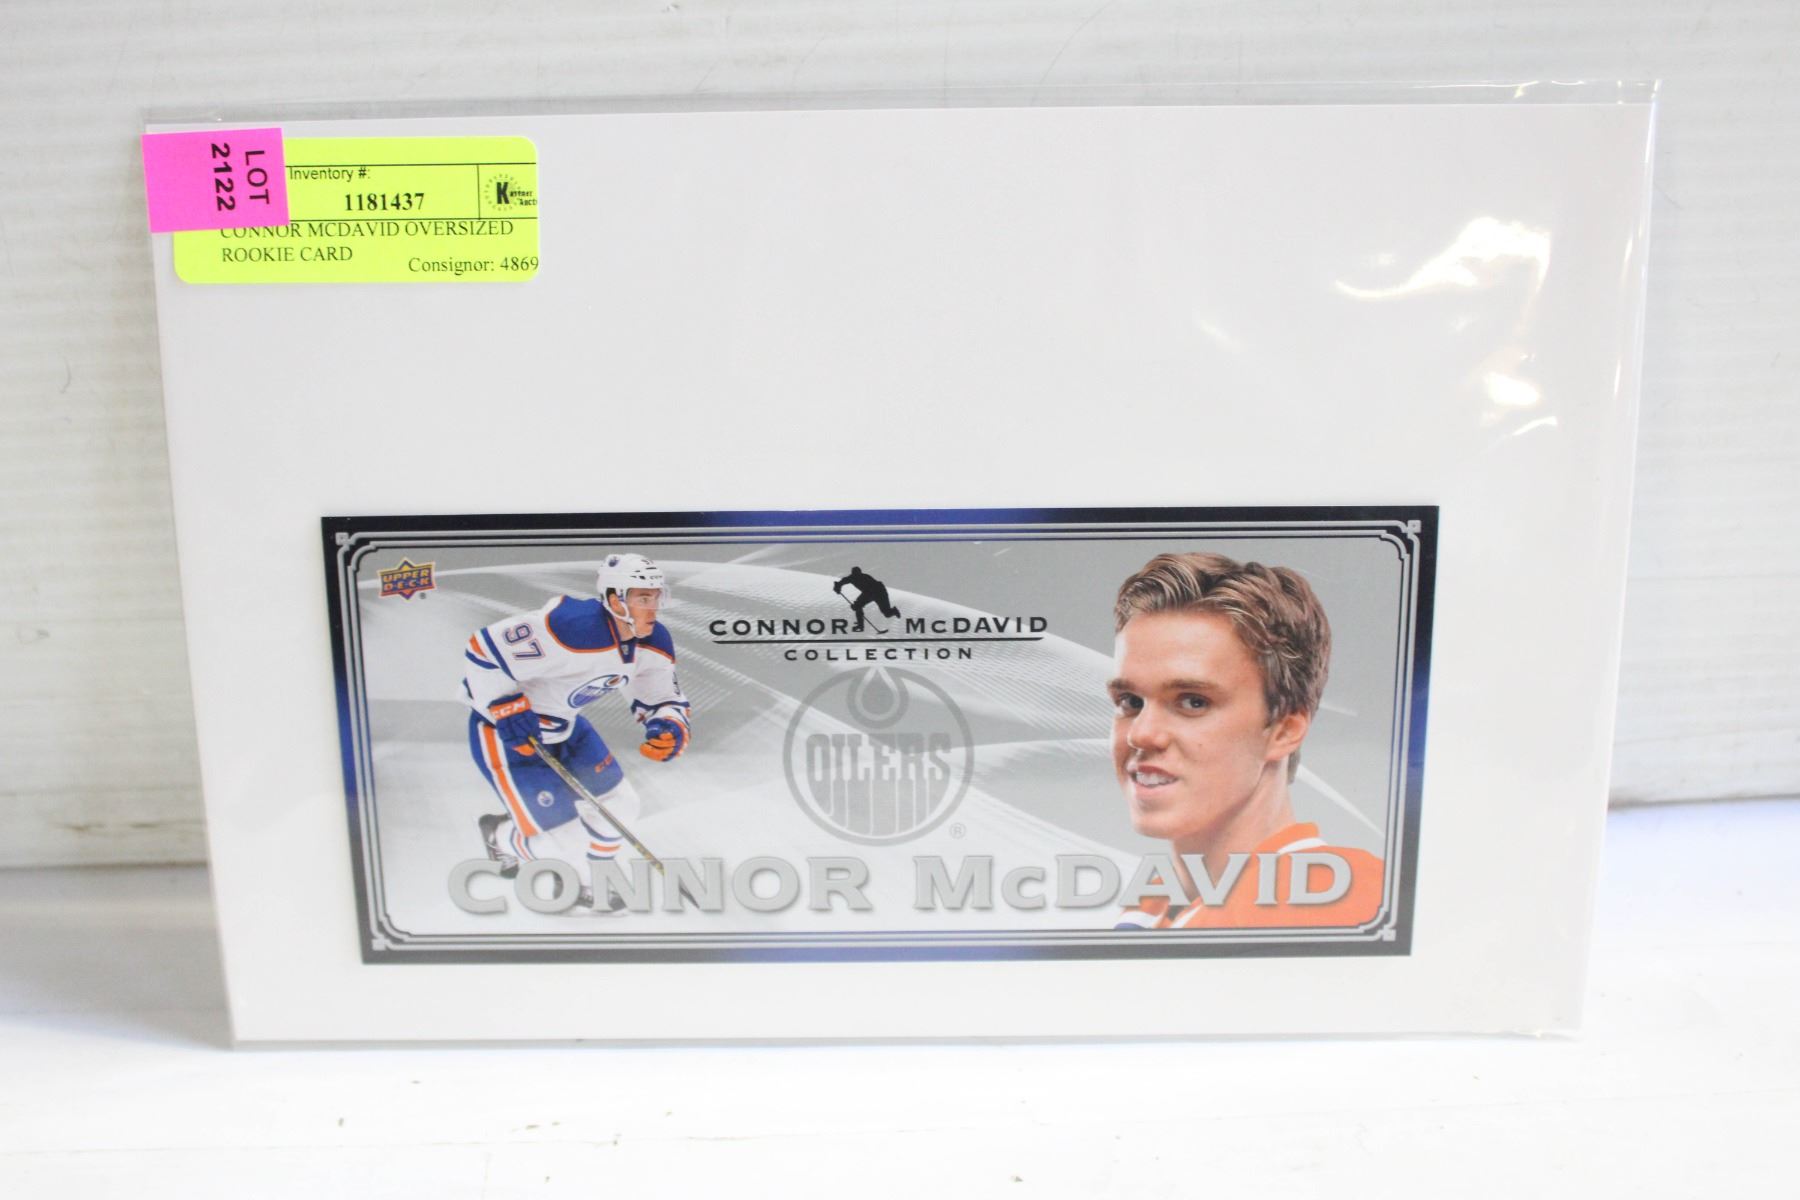 LOT
2122
Inventory #:
1181437
CONNOR MCDAVID OVERSIZED
ROOKIE CARD
Consignor: 4869
UPPER
D·E·C·K
®
97
CCM
CONNOR McDAVID
COLLECTION
OILERS
®
CONNOR McDAVID